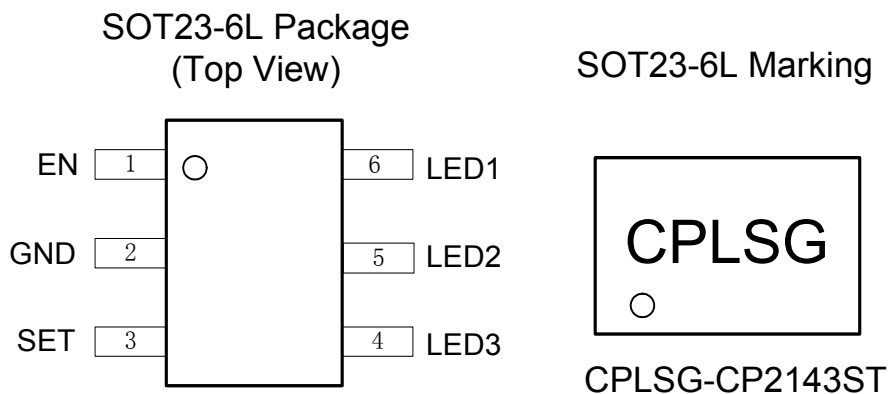 SOT23-6L Package
(Top View)
EN 1 6 LED1
GND 2 5 LED2
SET 3 4 LED3
SOT23-6L Marking
CPLSG
CPLSG-CP2143ST